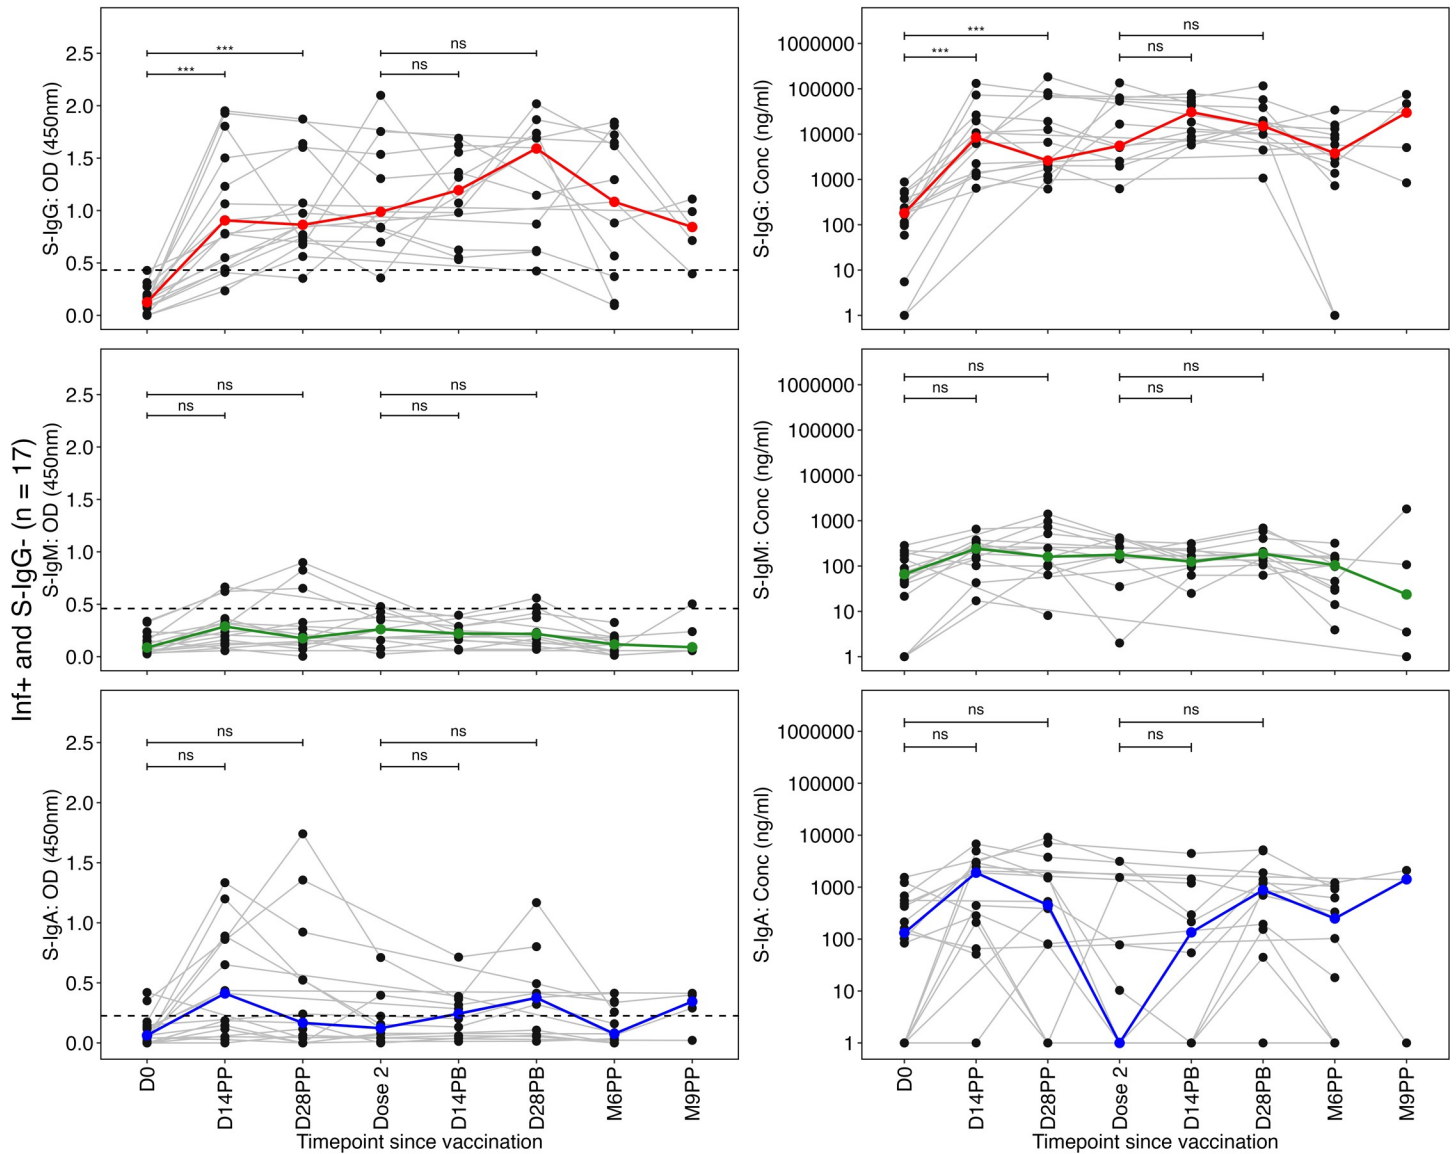 Inf+ and S-IgG- (n = 17)
S-IgG: OD (450nm)
2.5
2.0
1.5
1.0
0.5
0.0
***
***
ns
ns
S-IgG: Conc (ng/ml)
1000000
100000
10000
1000
100
10
1
***
***
ns
ns
S-IgM: OD (450nm)
2.5
2.0
1.5
1.0
0.5
0.0
ns
ns
ns
ns
S-IgM: Conc (ng/ml)
1000000
100000
10000
1000
100
10
1
ns
ns
ns
ns
S-IgA: OD (450nm)
2.5
2.0
1.5
1.0
0.5
0.0
ns
ns
ns
ns
D0
D14PP
D28PP
Dose 2
D14PB
D28PB
M6PP
M9PP
Timepoint since vaccination
S-IgA: Conc (ng/ml)
1000000
100000
10000
1000
100
10
1
ns
ns
ns
ns
D0
D14PP
D28PP
Dose 2
D14PB
D28PB
M6PP
M9PP
Timepoint since vaccination